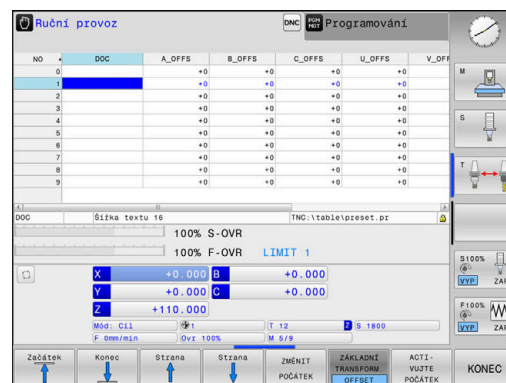 Ruční provoz
DNC
PGM MGT
Programování
NO DOC A_OFFS B_OFFS C_OFFS U_OFFS V_OFF
0 +0 +0 +0 +0
1 +0 +0 +0 +0
2 +0 +0 +0 +0
3 +0 +0 +0 +0
4 +0 +0 +0 +0
5 +0 +0 +0 +0
6 +0 +0 +0 +0
7 +0 +0 +0 +0
8 +0 +0 +0 +0
9 +0 +0 +0 +0
DOC Šířka textu 16 TNC:\table\preset.pr
100% S-OVR
100% F-OVR LIMIT 1
X +0.000 B +0.000
Y +0.000 C +0.000
Z +110.000
Mód: Cíl 1 T 12 Z S 1800
F 0mm/min Ovr 100% M 5/9
Začátek
Konec
Strana
Strana
ZMĚNIT
POČÁTEK
ZÁKLADNÍ
TRANSFORM.
OFFSET
ACTI-
VUJTE
POČÁTEK
KONEC
M
S
T
S100%
VYP ZAP
F100%
VYP ZAP